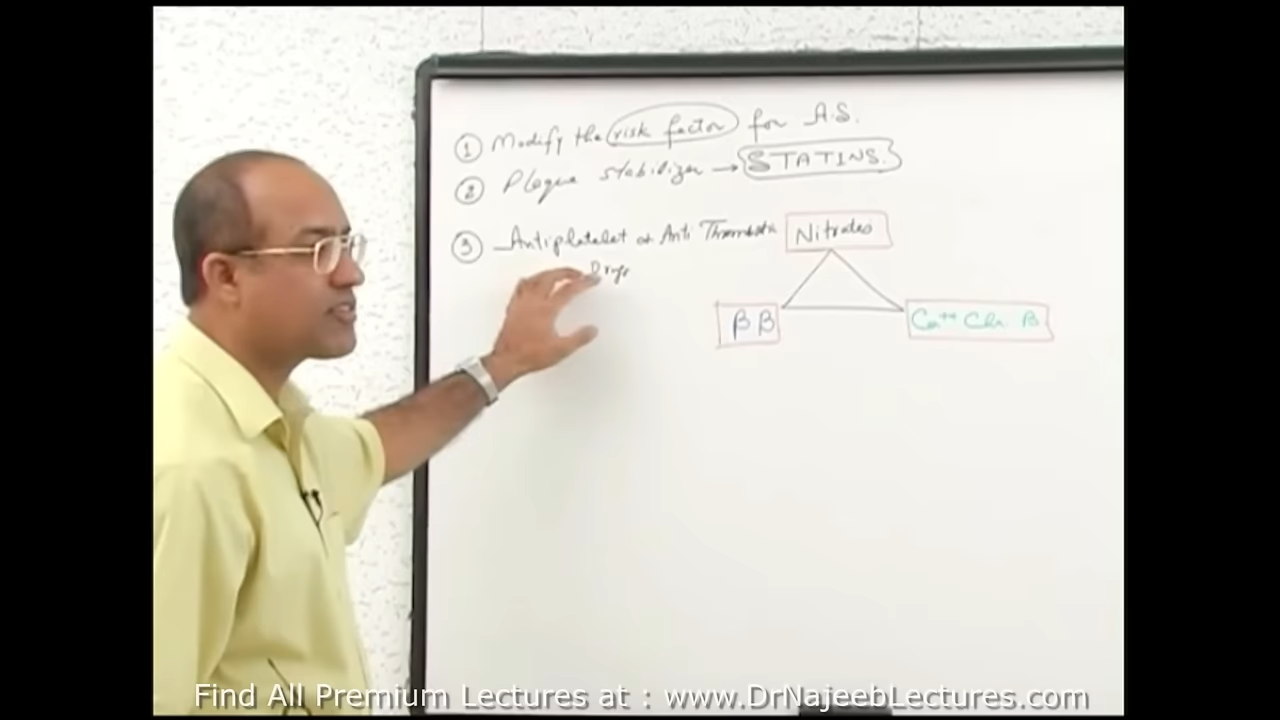 ① Modify the risk factor for A.S.
② Plaque stabilizer → STATINS.
③ Antiplatelet or Anti Thrombotic
Drugs
Nitrates
β β
Ca++ Ch B
Find All Premium Lectures at : www.DrNajeebLectures.com